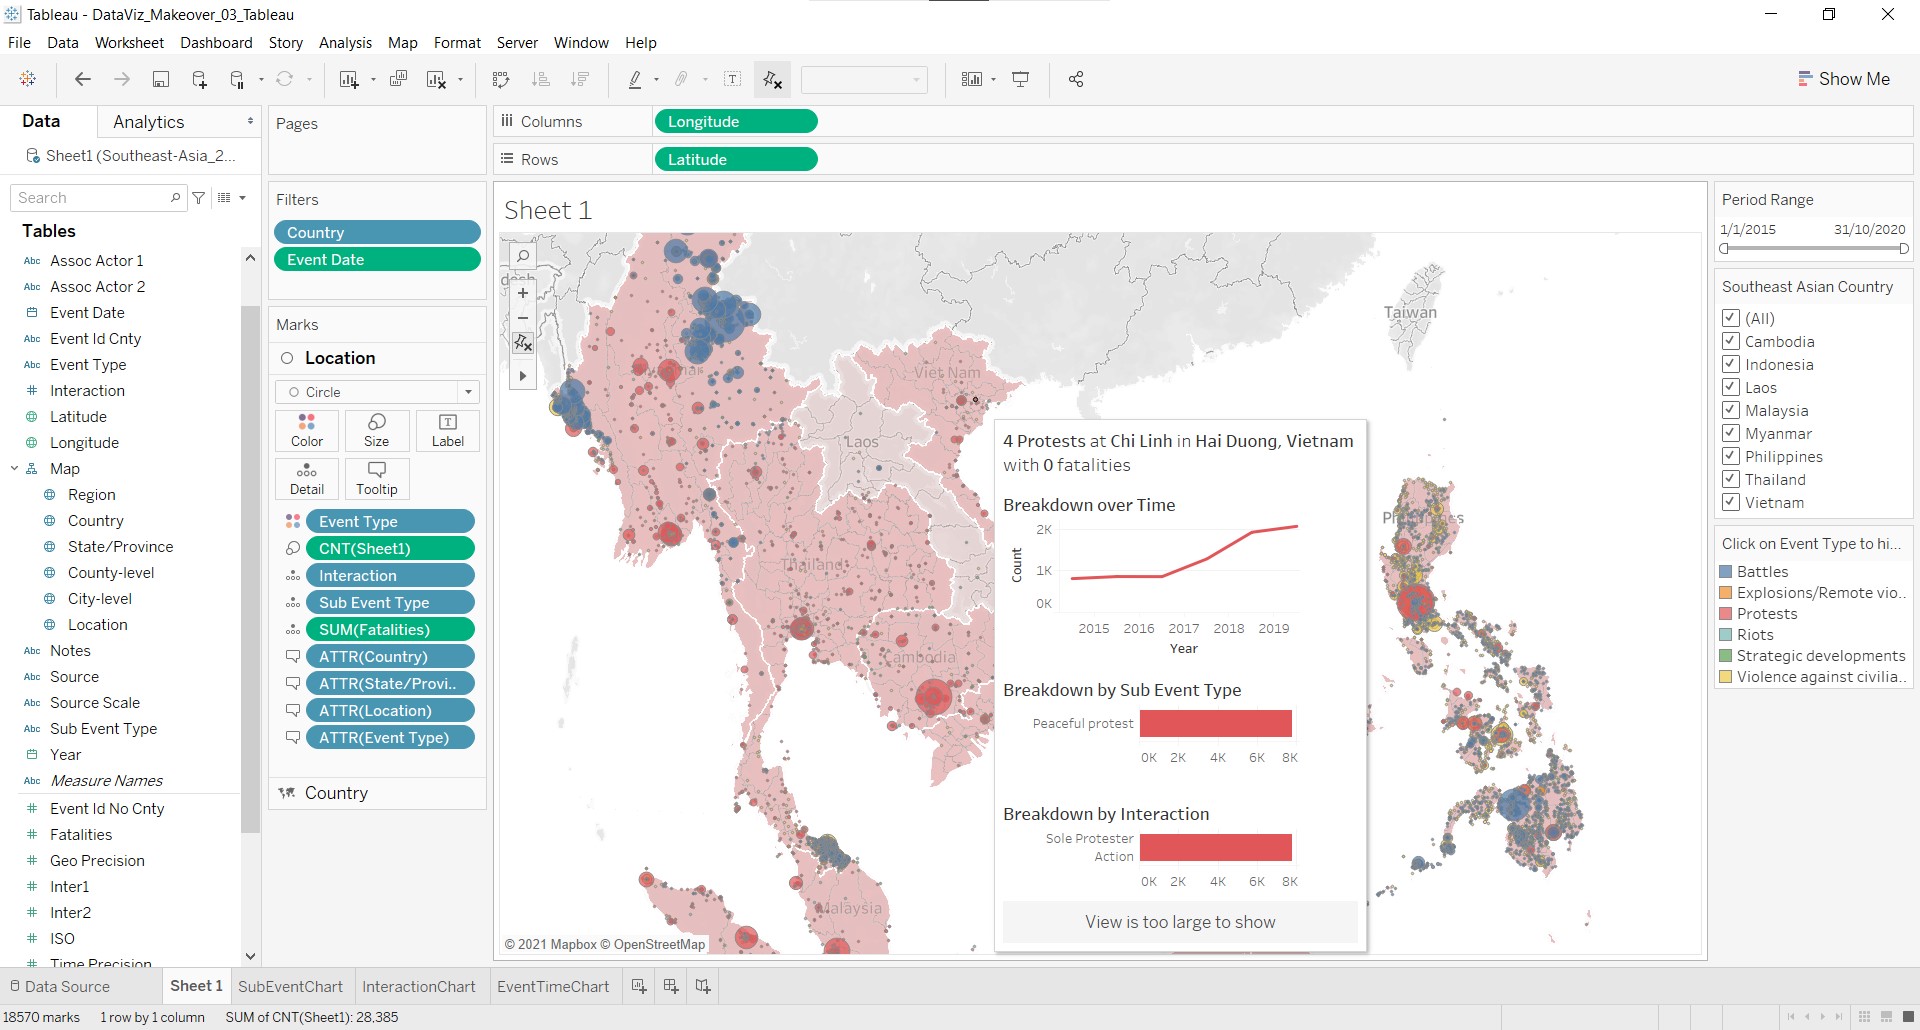 Tableau - DataViz_Makeover_03_Tableau
File Data Worksheet Dashboard Story Analysis Map Format Server Window Help
Show Me
Data Analytics
Sheet1 (Southeast-Asia_2...
Search
Tables
Abc Assoc Actor 1
Abc Assoc Actor 2
Event Date
Abc Event Id Cnty
Abc Event Type
# Interaction
Latitude
Longitude
Map
Region
Country
State/Province
County-level
City-level
Location
Abc Notes
Abc Source
Abc Source Scale
Abc Sub Event Type
Year
Abc Measure Names
# Event Id No Cnty
# Fatalities
# Geo Precision
# Inter1
# Inter2
# ISO
# Time Precision
Pages
Filters
Country
Event Date
Marks
Location
Circle
Color Size Label
Detail Tooltip
Event Type
CNT(Sheet1)
Interaction
Sub Event Type
SUM(Fatalities)
ATTR(Country)
ATTR(State/Provi..
ATTR(Location)
ATTR(Event Type)
Country
Columns Longitude
Rows Latitude
Sheet 1
Taiwan
Viet Nam
Laos
Thailand
Cambodia
Malaysia
© 2021 Mapbox © OpenStreetMap
4 Protests at Chi Linh in Hai Duong, Vietnam
with 0 fatalities
Breakdown over Time
Count
2K
1K
0K
2015 2016 2017 2018 2019
Year
Breakdown by Sub Event Type
Peaceful protest
0K 2K 4K 6K 8K
Breakdown by Interaction
Sole Protester
Action
0K 2K 4K 6K 8K
View is too large to show
Period Range
1/1/2015 31/10/2020
Southeast Asian Country
(All)
Cambodia
Indonesia
Laos
Malaysia
Myanmar
Philippines
Thailand
Vietnam
Click on Event Type to hi...
Battles
Explosions/Remote vio..
Protests
Riots
Strategic developments
Violence against civilia..
Data Source Sheet 1 SubEventChart InteractionChart EventTimeChart
18570 marks 1 row by 1 column SUM of CNT(Sheet1): 28,385